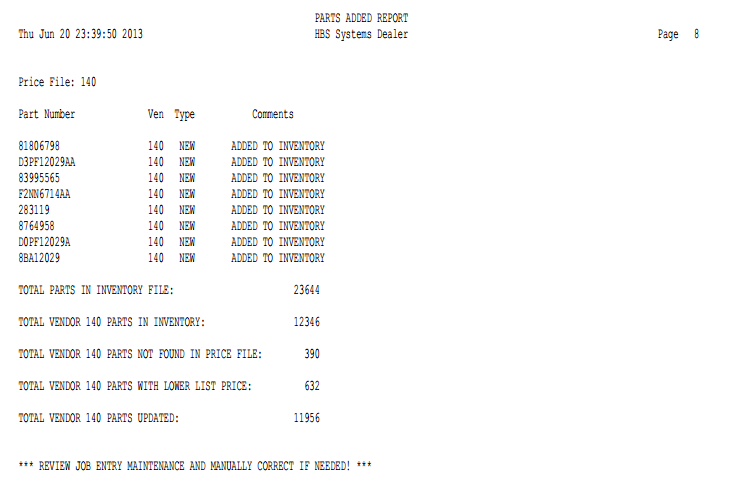 PARTS ADDED REPORT
Thu Jun 20 23:39:50 2013 HBS Systems Dealer Page 8
Price File: 140
Part Number Ven Type Comments
81806798 140 NEW ADDED TO INVENTORY
D3PF12029AA 140 NEW ADDED TO INVENTORY
83995565 140 NEW ADDED TO INVENTORY
F2NN6714AA 140 NEW ADDED TO INVENTORY
283119 140 NEW ADDED TO INVENTORY
8764958 140 NEW ADDED TO INVENTORY
D0PF12029A 140 NEW ADDED TO INVENTORY
8BA12029 140 NEW ADDED TO INVENTORY
TOTAL PARTS IN INVENTORY FILE: 23644
TOTAL VENDOR 140 PARTS IN INVENTORY: 12346
TOTAL VENDOR 140 PARTS NOT FOUND IN PRICE FILE: 390
TOTAL VENDOR 140 PARTS WITH LOWER LIST PRICE: 632
TOTAL VENDOR 140 PARTS UPDATED: 11956
*** REVIEW JOB ENTRY MAINTENANCE AND MANUALLY CORRECT IF NEEDED! ***